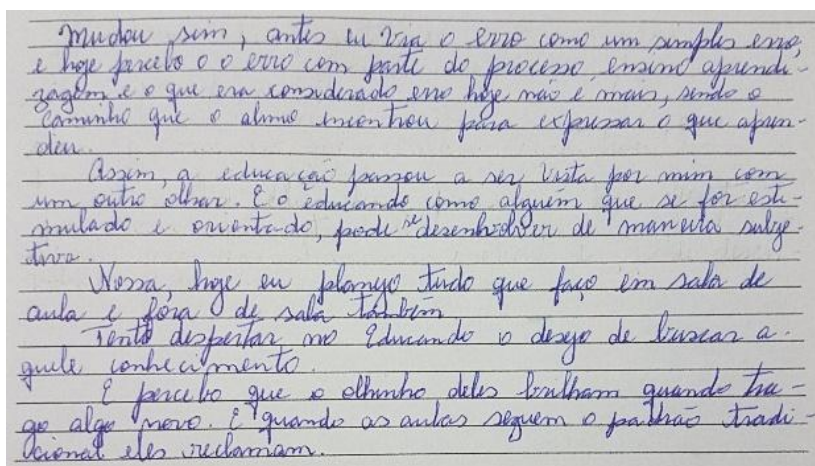 Mudou sim, antes eu via o erro como um simples erro,
e hoje percebo o o erro com parte do processo ensino aprendi-
zagem e o que era considerado erro hoje não é mais, sendo o
caminho que o aluno encontrou para expressar o que apren-
deu.
Assim, a educação passou a ser vista por mim com
um outro olhar. E o educando como alguém que se for esti-
mulado e orientado, pode se desenholver de maneira subje-
tiva.
Nossa, hoje eu planejo tudo que faço em sala de
aula e fora de sala também
Tento despertar no Educando o desejo de buscar a-
quele conhecimento.
E percebo que o olhinho deles brilham quando tra-
go algo novo. E quando as aulas seguem o padrão tradi-
cional eles reclamam.